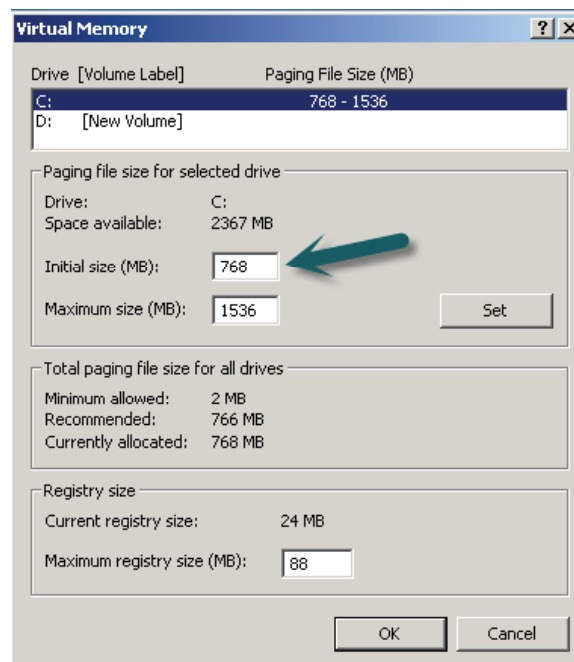 Virtual Memory
Drive [Volume Label] Paging File Size (MB)
C: 768 - 1536
D: [New Volume]
Paging file size for selected drive
Drive: C:
Space available: 2367 MB
Initial size (MB): 768
Maximum size (MB): 1536
Set
Total paging file size for all drives
Minimum allowed: 2 MB
Recommended: 766 MB
Currently allocated: 768 MB
Registry size
Current registry size: 24 MB
Maximum registry size (MB): 88
OK Cancel